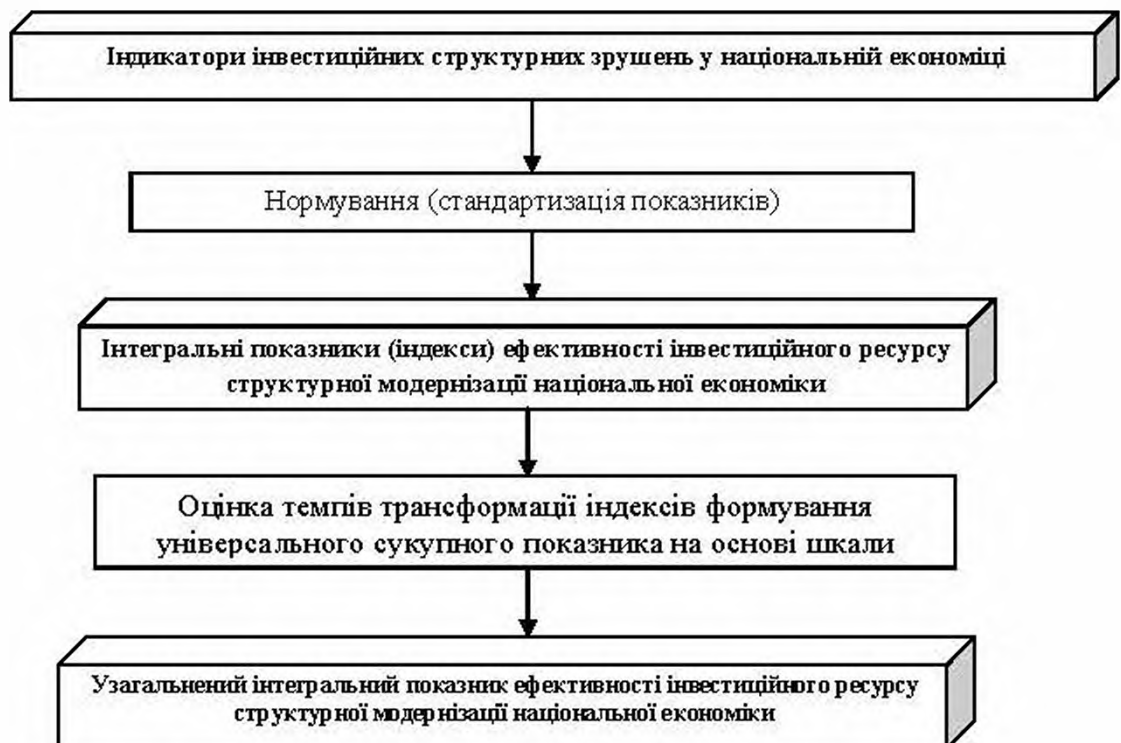 Індикатори інвестиційних структурних зрушень у національній економіці
Нормування (стандартизація показників)
Інтегральні показники (індекси) ефективності інвестиційного ресурсу
структурної модернізації національної економіки
Оцінка темпів трансформації індексів формування
універсального сукупного показника на основі шкали
Узагальнений інтегральний показник ефективності інвестиційного ресурсу
структурної модернізації національної економіки